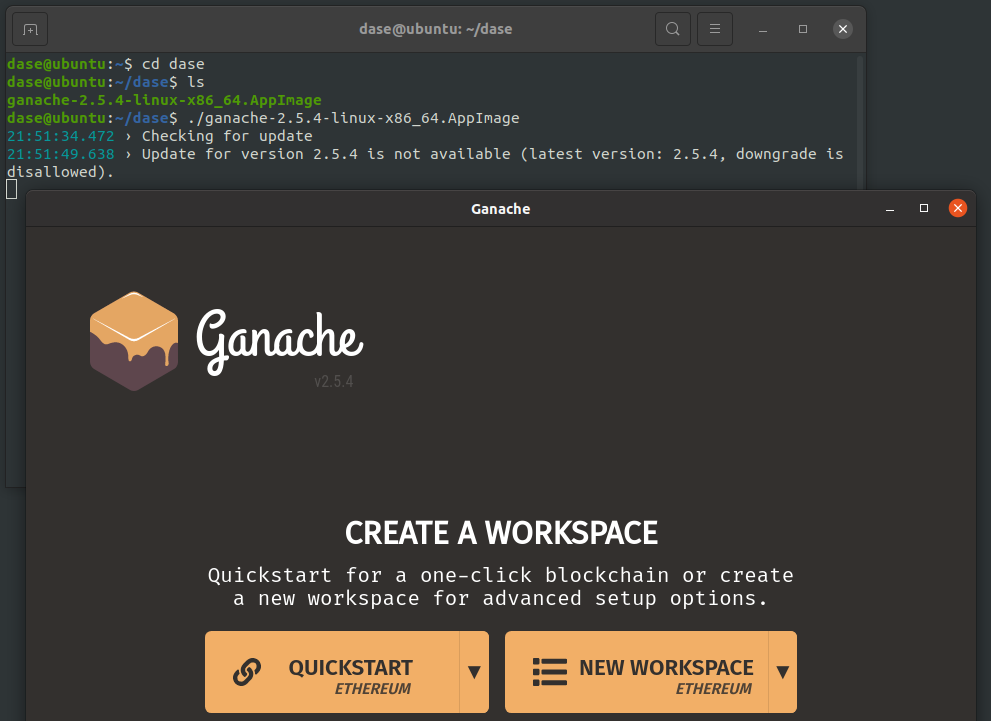 dase@ubuntu: ~/dase
dase@ubuntu:~$ cd dase
dase@ubuntu:~/dase$ ls
ganache-2.5.4-linux-x86_64.AppImage
dase@ubuntu:~/dase$ ./ganache-2.5.4-linux-x86_64.AppImage
21:51:34.472 › Checking for update
21:51:49.638 › Update for version 2.5.4 is not available (latest version: 2.5.4, downgrade is
disallowed).
Ganache
Ganache
v2.5.4
CREATE A WORKSPACE
Quickstart for a one-click blockchain or create
a new workspace for advanced setup options.
QUICKSTART
ETHEREUM
NEW WORKSPACE
ETHEREUM